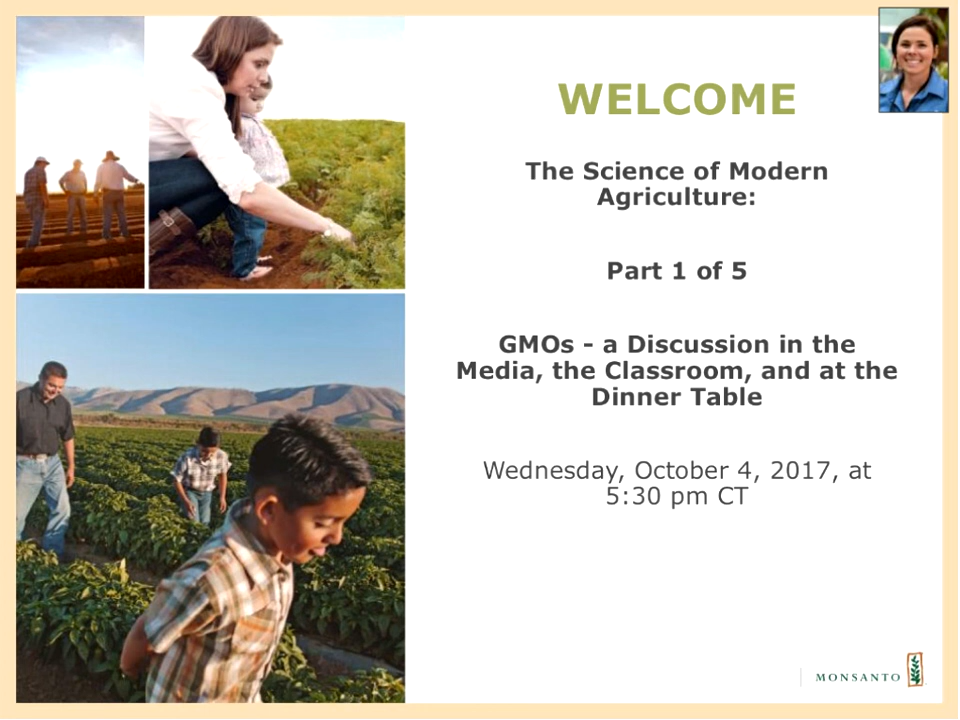 WELCOME
The Science of Modern
Agriculture:
Part 1 of 5
GMOs - a Discussion in the
Media, the Classroom, and at the
Dinner Table
Wednesday, October 4, 2017, at
5:30 pm CT
MONSANTO